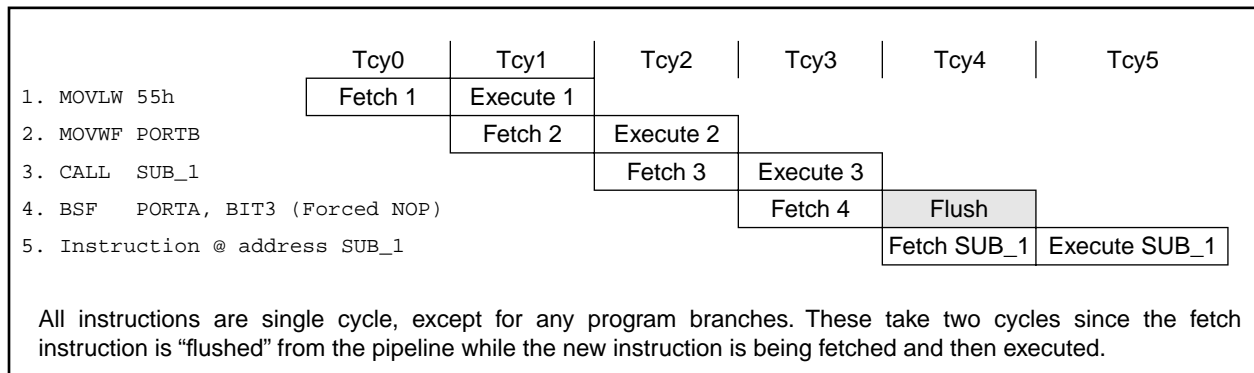 Tcy0 Tcy1 Tcy2 Tcy3 Tcy4 Tcy5
1. MOVLW 55h Fetch 1 Execute 1
2. MOVWF PORTB Fetch 2 Execute 2
3. CALL SUB_1 Fetch 3 Execute 3
4. BSF PORTA, BIT3 (Forced NOP) Fetch 4 Flush
5. Instruction @ address SUB_1 Fetch SUB_1 Execute SUB_1
All instructions are single cycle, except for any program branches. These take two cycles since the fetch
instruction is “flushed” from the pipeline while the new instruction is being fetched and then executed.